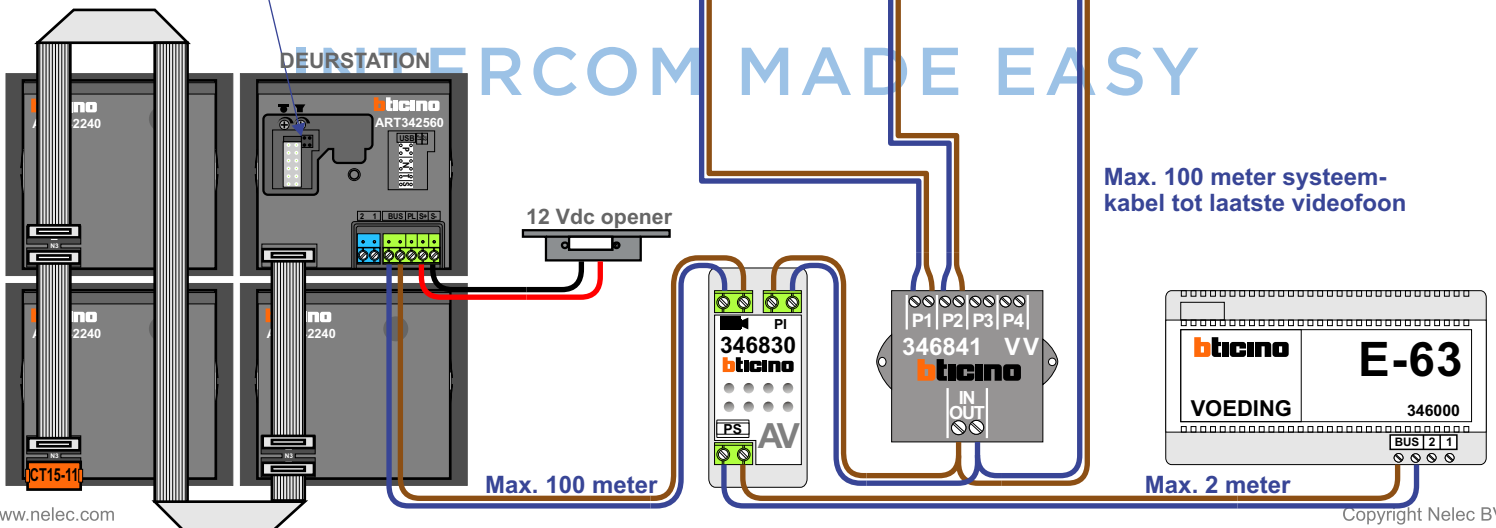 INTERCOM MADE EASY
DEURSTATION
bticino
ART342560
USB
2 1 BUS PL S+ S-
N3
2240
2240
2240
N3
N3
CT15-11
12 Vdc opener
Max. 100 meter systeem-
kabel tot laatste videofoon
PI
346830
bticino
PS
AV
P1 P2 P3 P4
346841 VV
bticino
IN
OUT
bticino
E-63
VOEDING
346000
BUS 2 1
Max. 100 meter
Max. 2 meter
www.nelec.com
Copyright Nelec BV